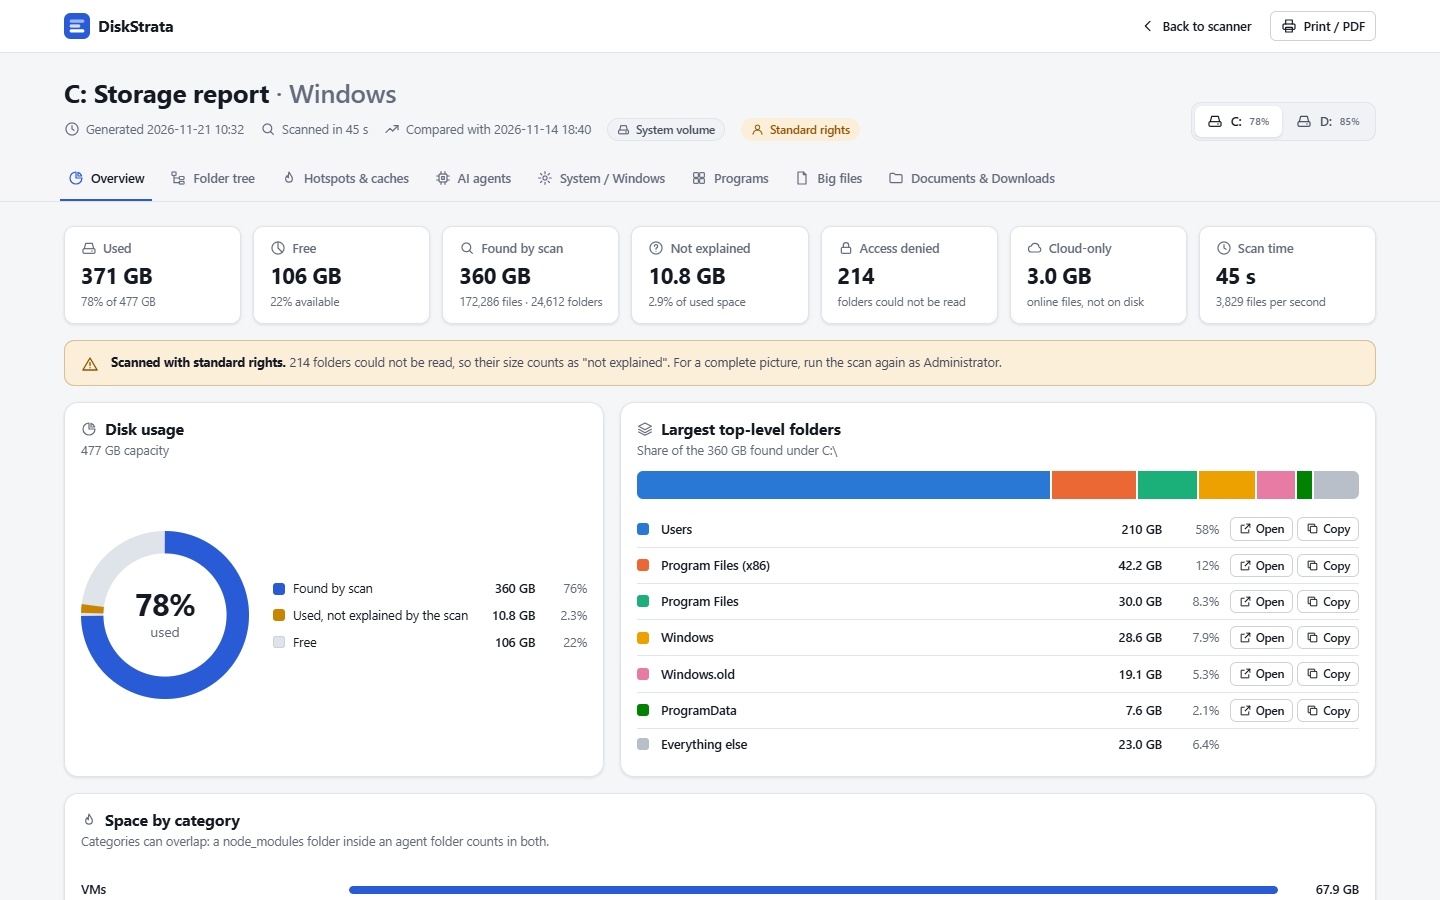 DiskStrata
Back to scanner
Print / PDF
C: Storage report · Windows
Generated 2026-11-21 10:32
Scanned in 45 s
Compared with 2026-11-14 18:40
System volume
Standard rights
C: 78%
D: 85%
Overview
Folder tree
Hotspots & caches
AI agents
System / Windows
Programs
Big files
Documents & Downloads
Used
371 GB
78% of 477 GB
Free
106 GB
22% available
Found by scan
360 GB
172,286 files · 24,612 folders
Not explained
10.8 GB
2.9% of used space
Access denied
214
folders could not be read
Cloud-only
3.0 GB
online files, not on disk
Scan time
45 s
3,829 files per second
Scanned with standard rights. 214 folders could not be read, so their size counts as "not explained". For a complete picture, run the scan again as Administrator.
Disk usage
477 GB capacity
78%
used
Found by scan 360 GB 76%
Used, not explained by the scan 10.8 GB 2.3%
Free 106 GB 22%
Largest top-level folders
Share of the 360 GB found under C:\
Users 210 GB 58% Open Copy
Program Files (x86) 42.2 GB 12% Open Copy
Program Files 30.0 GB 8.3% Open Copy
Windows 28.6 GB 7.9% Open Copy
Windows.old 19.1 GB 5.3% Open Copy
ProgramData 7.6 GB 2.1% Open Copy
Everything else 23.0 GB 6.4%
Space by category
Categories can overlap: a node_modules folder inside an agent folder counts in both.
VMs 67.9 GB